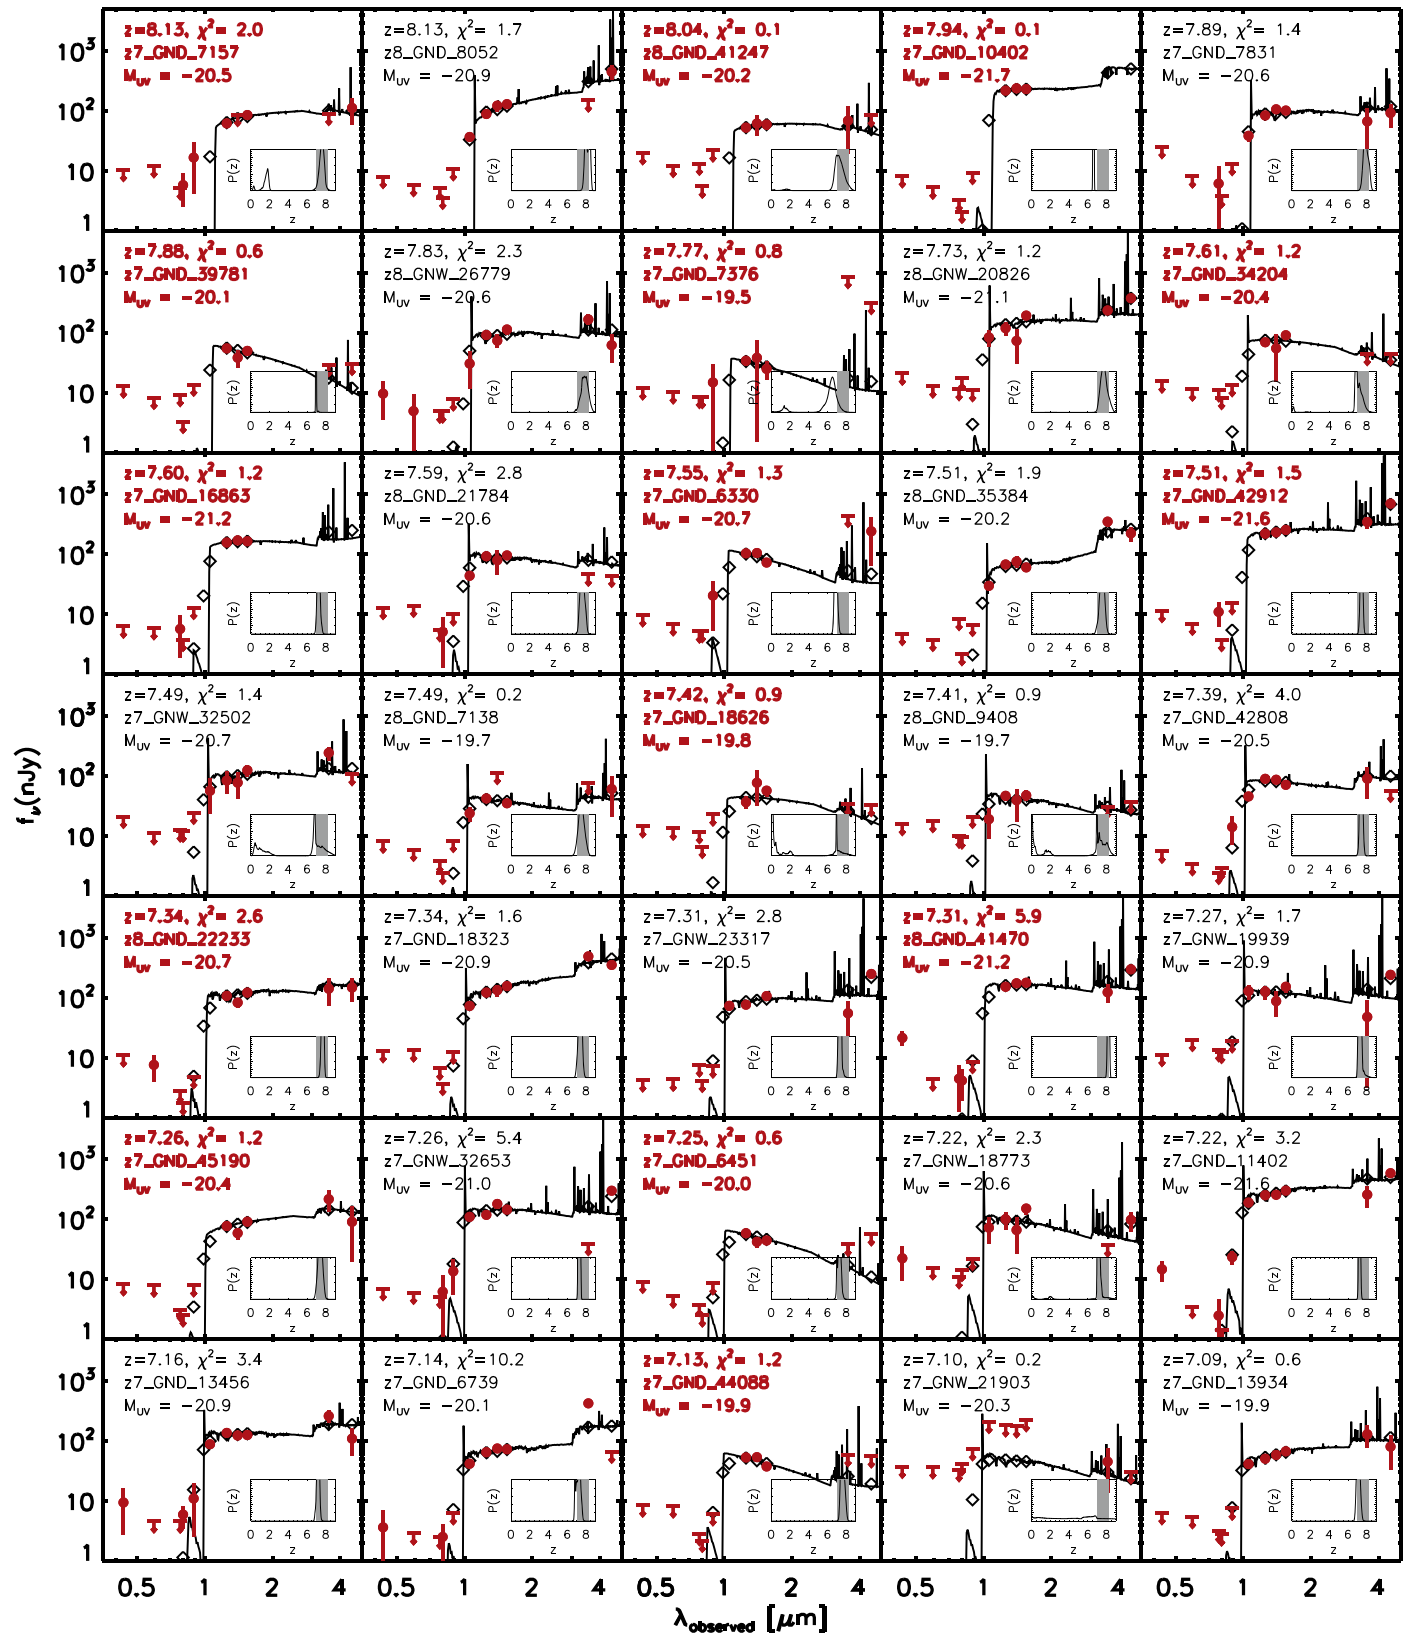 z=8.13, χ²= 2.0
z7_GND_7157
M_UV = −20.5
z=8.13, χ²= 1.7
z8_GND_8052
M_UV = −20.9
z=8.04, χ²= 0.1
z8_GND_41247
M_UV = −20.2
z=7.94, χ²= 0.1
z7_GND_10402
M_UV = −21.7
z=7.89, χ²= 1.4
z7_GND_7831
M_UV = −20.6
z=7.88, χ²= 0.6
z7_GND_39781
M_UV = −20.1
z=7.83, χ²= 2.3
z8_GNW_26779
M_UV = −20.6
z=7.77, χ²= 0.8
z7_GND_7376
M_UV = −19.5
z=7.73, χ²= 1.2
z8_GNW_20826
M_UV = −21.1
z=7.61, χ²= 1.2
z7_GND_34204
M_UV = −20.4
z=7.60, χ²= 1.2
z7_GND_16863
M_UV = −21.2
z=7.59, χ²= 2.8
z8_GND_21784
M_UV = −20.6
z=7.55, χ²= 1.3
z7_GND_6330
M_UV = −20.7
z=7.51, χ²= 1.9
z8_GND_35384
M_UV = −20.2
z=7.51, χ²= 1.5
z7_GND_42912
M_UV = −21.6
z=7.49, χ²= 1.4
z7_GNW_32502
M_UV = −20.7
z=7.49, χ²= 0.2
z8_GND_7138
M_UV = −19.7
z=7.42, χ²= 0.9
z7_GND_18626
M_UV = −19.8
z=7.41, χ²= 0.9
z8_GND_9408
M_UV = −19.7
z=7.39, χ²= 4.0
z7_GND_42808
M_UV = −20.5
z=7.34, χ²= 2.6
z8_GND_22233
M_UV = −20.7
z=7.34, χ²= 1.6
z7_GND_18323
M_UV = −20.9
z=7.31, χ²= 2.8
z7_GNW_23317
M_UV = −20.5
z=7.31, χ²= 5.9
z8_GND_41470
M_UV = −21.2
z=7.27, χ²= 1.7
z7_GNW_19939
M_UV = −20.9
z=7.26, χ²= 1.2
z7_GND_45190
M_UV = −20.4
z=7.26, χ²= 5.4
z7_GNW_32653
M_UV = −21.0
z=7.25, χ²= 0.6
z7_GND_6451
M_UV = −20.0
z=7.22, χ²= 2.3
z7_GNW_18773
M_UV = −20.6
z=7.22, χ²= 3.2
z7_GND_11402
M_UV = −21.6
z=7.16, χ²= 3.4
z7_GND_13456
M_UV = −20.9
z=7.14, χ²=10.2
z7_GND_6739
M_UV = −20.1
z=7.13, χ²= 1.2
z7_GND_44088
M_UV = −19.9
z=7.10, χ²= 0.2
z7_GNW_21903
M_UV = −20.3
z=7.09, χ²= 0.6
z7_GND_13934
M_UV = −19.9
f_ν(nJy)
10³
10²
10
1
P(z)
0 2 4 6 8
z
0.5 1 2 4
λ_observed [μm]